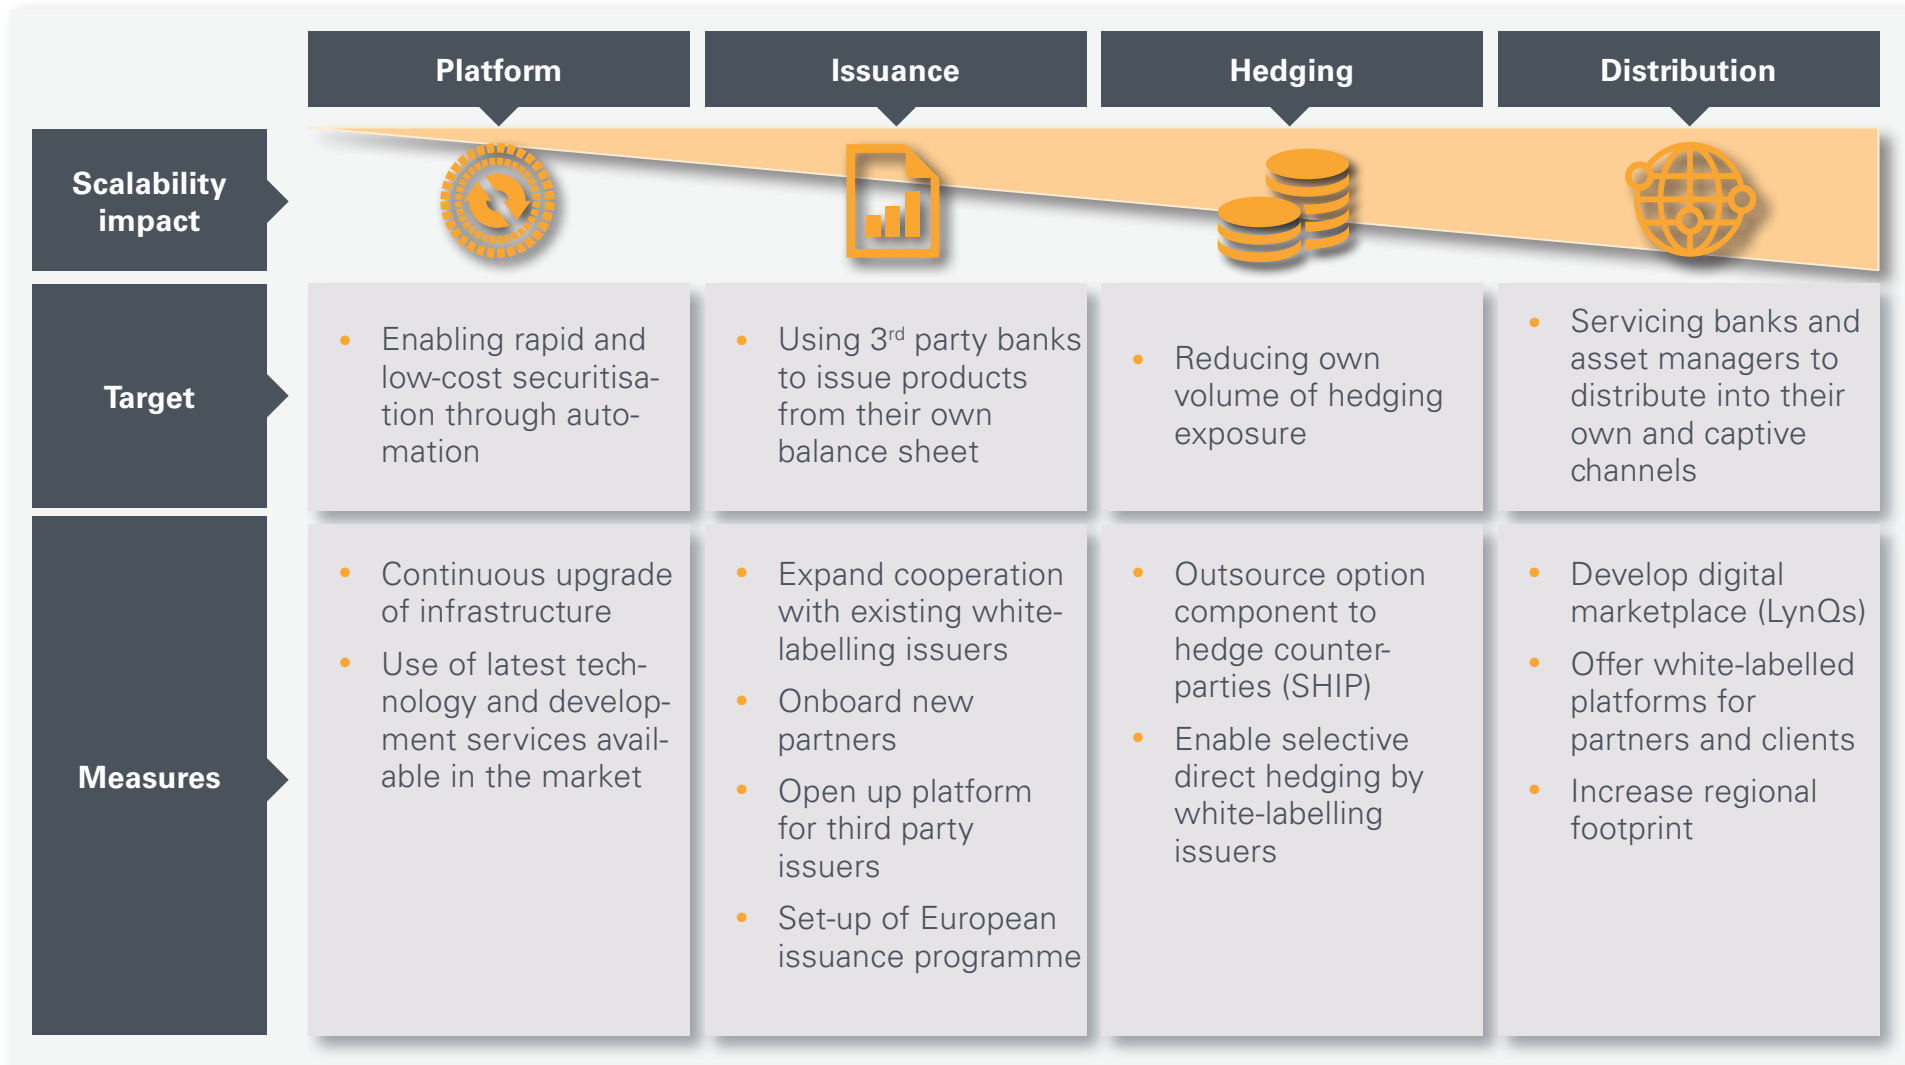 Platform
Issuance
Hedging
Distribution
Scalability
impact
Target
• Enabling rapid and
low-cost securitisa-
tion through auto-
mation
• Using 3rd party banks
to issue products
from their own
balance sheet
• Reducing own
volume of hedging
exposure
• Servicing banks and
asset managers to
distribute into their
own and captive
channels
Measures
• Continuous upgrade
of infrastructure
• Use of latest tech-
nology and develop-
ment services avail-
able in the market
• Expand cooperation
with existing white-
labelling issuers
• Onboard new
partners
• Open up platform
for third party
issuers
• Set-up of European
issuance programme
• Outsource option
component to
hedge counter-
parties (SHIP)
• Enable selective
direct hedging by
white-labelling
issuers
• Develop digital
marketplace (LynQs)
• Offer white-labelled
platforms for
partners and clients
• Increase regional
footprint